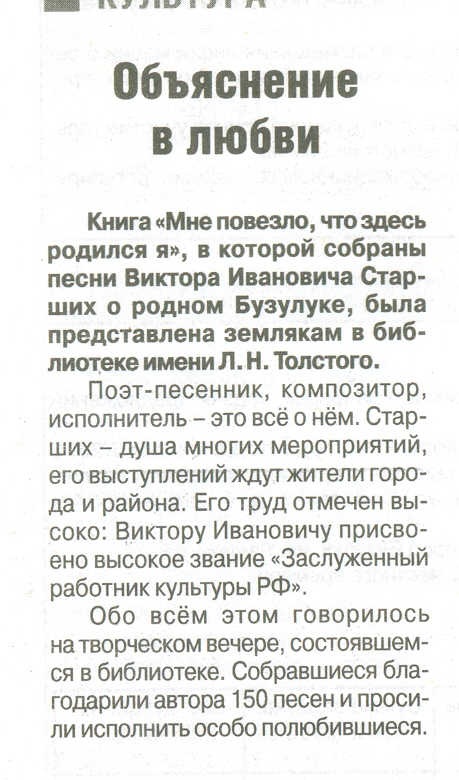 КУЛЬТУРА
Объяснение
в любви
Книга «Мне повезло, что здесь
родился я», в которой собраны
песни Виктора Ивановича Стар-
ших о родном Бузулуке, была
представлена землякам в биб-
лиотеке имени Л. Н. Толстого.
Поэт-песенник, композитор,
исполнитель – это всё о нём. Стар-
ших – душа многих мероприятий,
его выступлений ждут жители горо-
да и района. Его труд отмечен вы-
соко: Виктору Ивановичу присво-
ено высокое звание «Заслуженный
работник культуры РФ».
Обо всём этом говорилось
на творческом вечере, состоявшем-
ся в библиотеке. Собравшиеся бла-
годарили автора 150 песен и проси-
ли исполнить особо полюбившиеся.